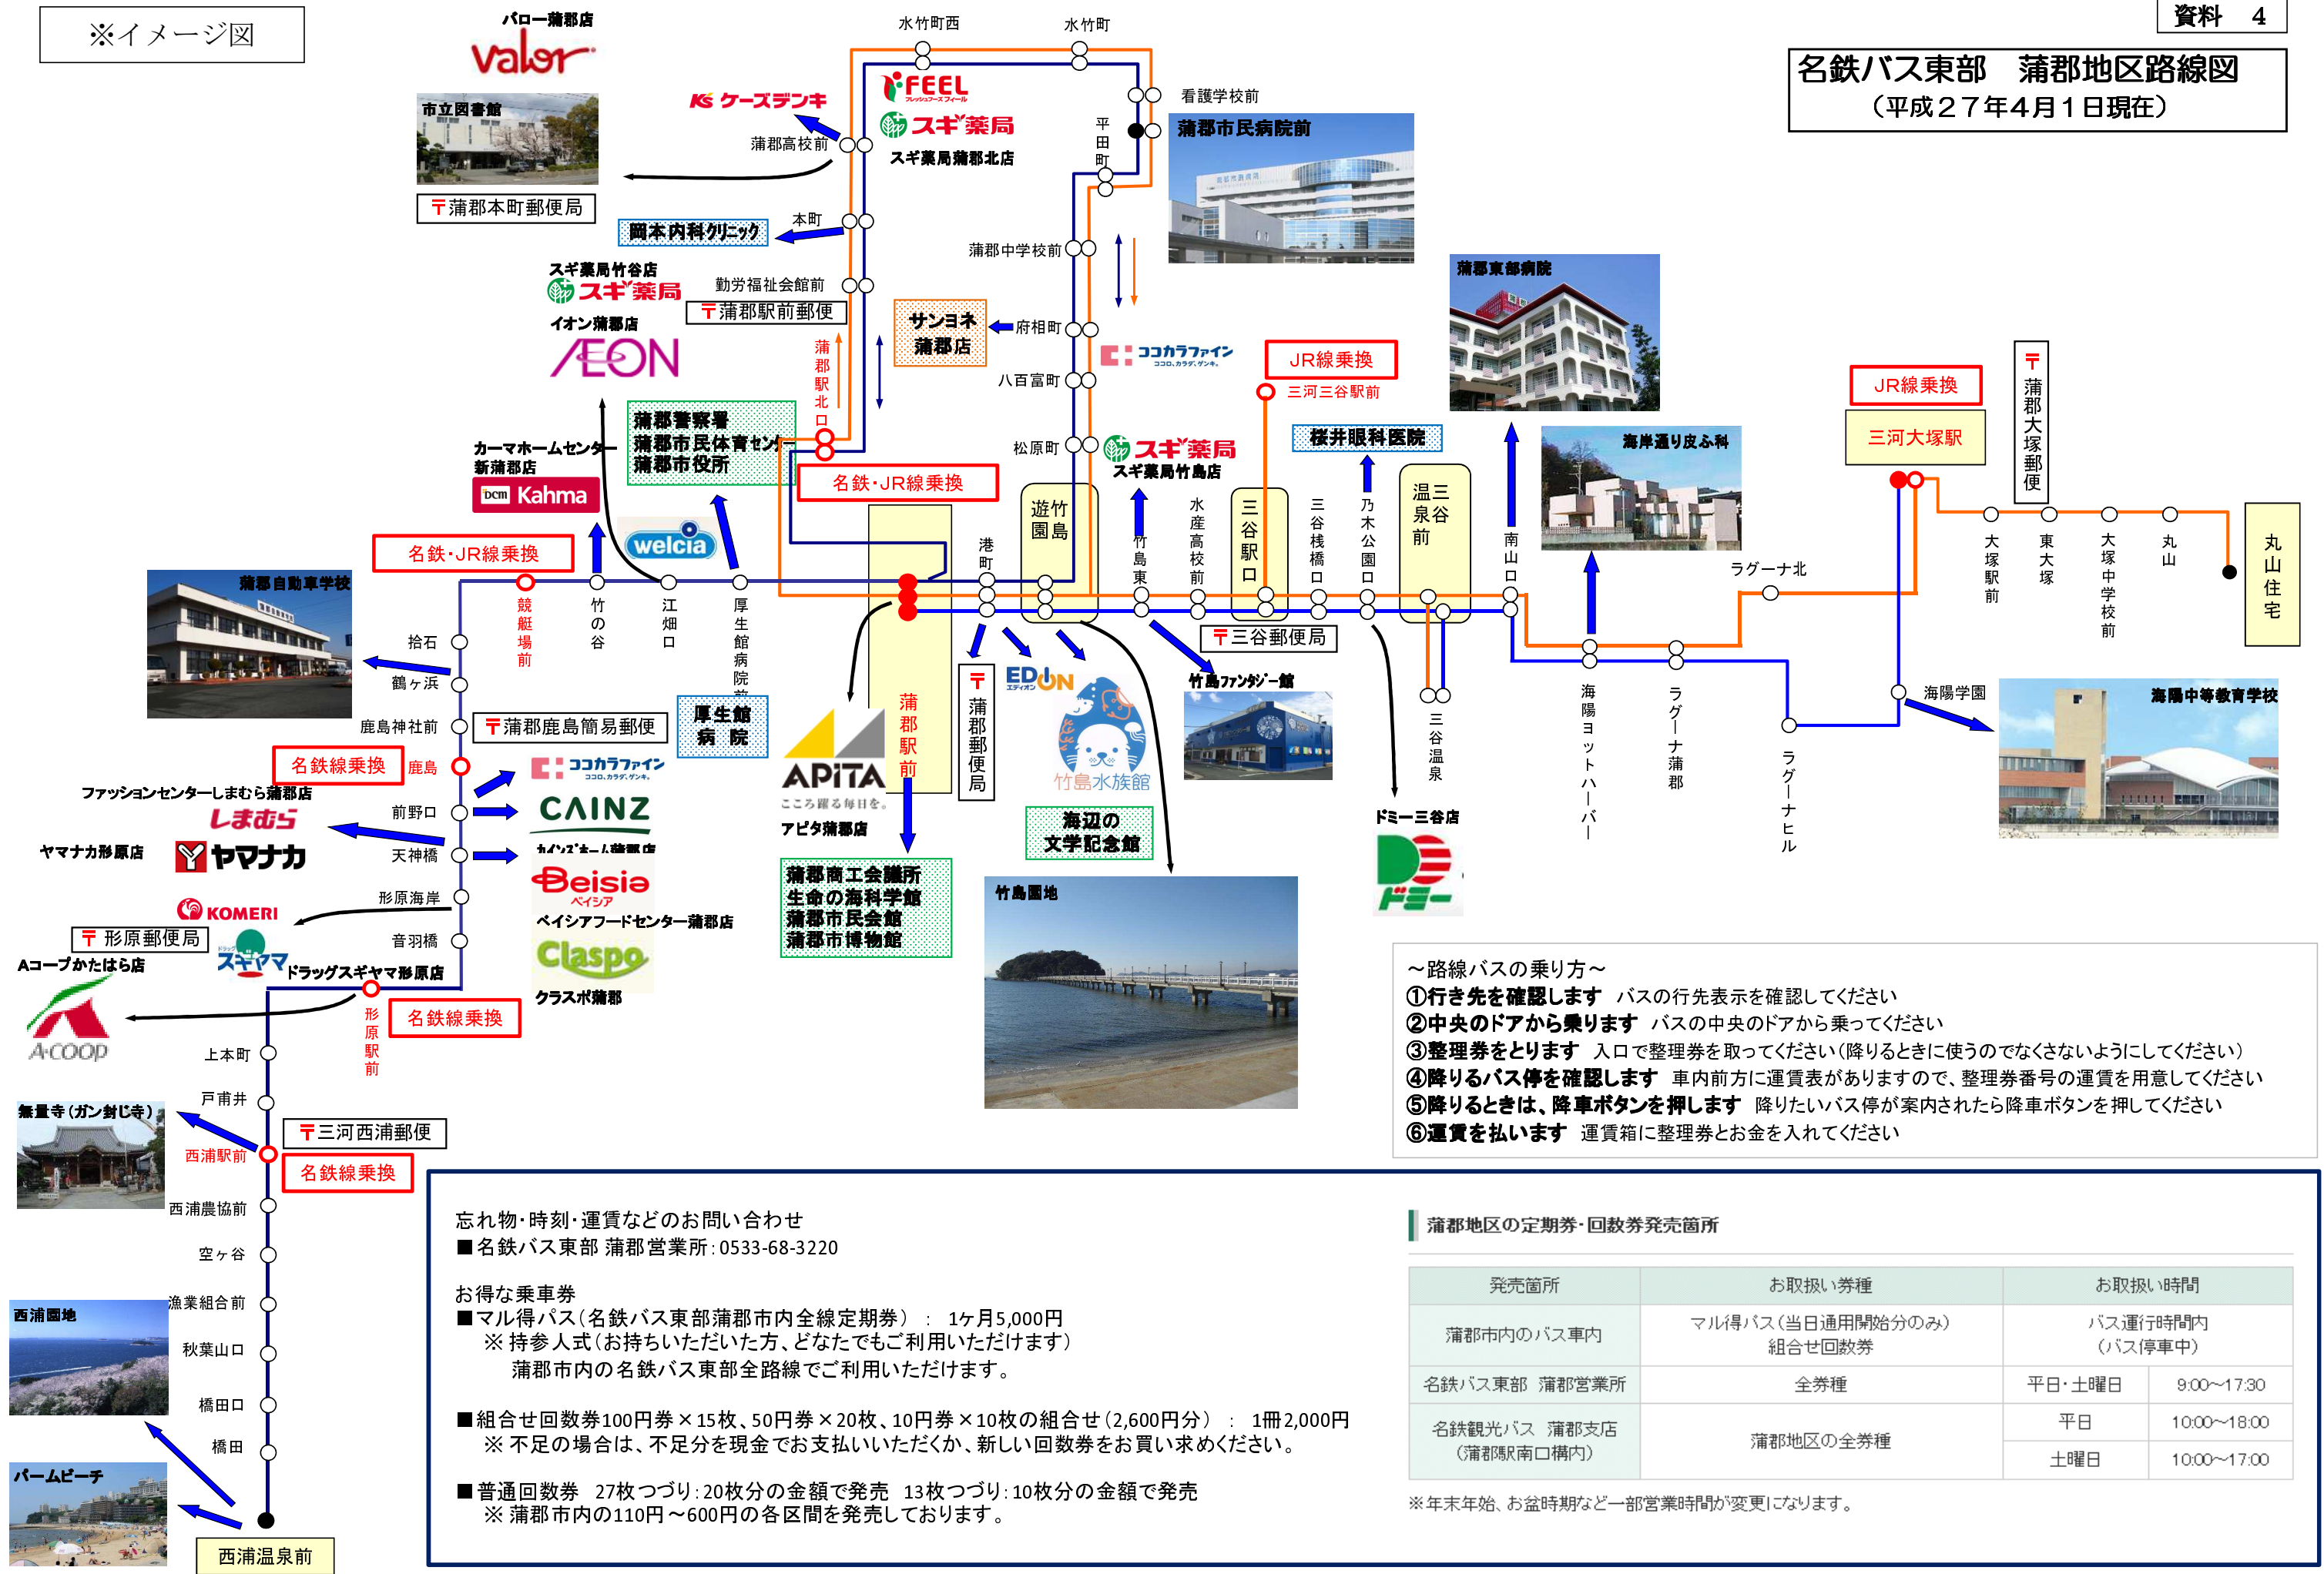 ※イメージ図
資料　4
名鉄バス東部　蒲郡地区路線図
（平成２７年４月１日現在）
バロー蒲郡店
valor
市立図書館
〒蒲郡本町郵便局
K's ケーズデンキ
蒲郡高校前
水竹町西
水竹町
FEEL
フレッシュフーズ フィール
スギ薬局
スギ薬局蒲郡北店
看護学校前
平田町
蒲郡市民病院前
岡本内科クリニック
本町
蒲郡中学校前
スギ薬局竹谷店
スギ薬局
勤労福祉会館前
〒蒲郡駅前郵便
イオン蒲郡店
ÆON
蒲郡駅北口
サンヨネ
蒲郡店
府相町
ココカラファイン
ココロ、カラダ、ゲンキ。
八百富町
松原町
JR線乗換
三河三谷駅前
蒲郡東部病院
桜井眼科医院
海岸通り皮ふ科
JR線乗換
三河大塚駅
〒蒲郡大塚郵便
蒲郡警察署
蒲郡市民体育センター
蒲郡市役所
カーマホームセンター
新蒲郡店
DCM Kahma
名鉄・JR線乗換
スギ薬局
スギ薬局竹島店
名鉄・JR線乗換
welcia
港町
竹島遊園
竹島東
水産高校前
三谷駅口
三谷桟橋口
乃木公園口
三谷温泉前
南山口
ラグーナ北
大塚駅前
東大塚
大塚中学校前
丸山
丸山住宅
蒲郡自動車学校
競艇場前
竹の谷
江畑口
厚生館病院前
拾石
鶴ヶ浜
鹿島神社前
〒蒲郡鹿島簡易郵便
厚生館
病　院
名鉄線乗換
鹿島
ココカラファイン
ココロ、カラダ、ゲンキ。
ファッションセンターしまむら蒲郡店
しまむら
前野口
CAINZ
カインズホーム蒲郡店
ヤマナカ形原店
ヤマナカ
天神橋
Beisia
ベイシア
ベイシアフードセンター蒲郡店
形原海岸
KOMERI
〒 形原郵便局
ドラッグ
スギヤマ
ドラッグスギヤマ形原店
音羽橋
Claspo
クラスポ蒲郡
Aコープかたはら店
A·COOP
形原駅前
名鉄線乗換
APiTA
こころ躍る毎日を。
アピタ蒲郡店
蒲郡駅前
〒蒲郡郵便局
EDION
エディオン
竹島水族館
海辺の
文学記念館
竹島ファンタジー館
〒三谷郵便局
三谷温泉
ドミー三谷店
ドミー
海陽ヨットハーバー
ラグーナ蒲郡
ラグーナヒル
海陽学園
海陽中等教育学校
蒲郡商工会議所
生命の海科学館
蒲郡市民会館
蒲郡市博物館
竹島園地
上本町
戸甫井
無量寺（ガン封じ寺）
〒三河西浦郵便
西浦駅前
名鉄線乗換
西浦農協前
空ヶ谷
漁業組合前
秋葉山口
橋田口
橋田
西浦園地
パームビーチ
西浦温泉前
～路線バスの乗り方～
①行き先を確認します　バスの行先表示を確認してください
②中央のドアから乗ります　バスの中央のドアから乗ってください
③整理券をとります　入口で整理券を取ってください（降りるときに使うのでなくさないようにしてください）
④降りるバス停を確認します　車内前方に運賃表がありますので、整理券番号の運賃を用意してください
⑤降りるときは、降車ボタンを押します　降りたいバス停が案内されたら降車ボタンを押してください
⑥運賃を払います　運賃箱に整理券とお金を入れてください
忘れ物・時刻・運賃などのお問い合わせ
■名鉄バス東部 蒲郡営業所：0533-68-3220
お得な乗車券
■マル得パス（名鉄バス東部蒲郡市内全線定期券）　：　1ヶ月5,000円
※ 持参人式（お持ちいただいた方、どなたでもご利用いただけます）
蒲郡市内の名鉄バス東部全路線でご利用いただけます。
■組合せ回数券100円券×15枚、50円券×20枚、10円券×10枚の組合せ（2,600円分）　：　1冊2,000円
※ 不足の場合は、不足分を現金でお支払いいただくか、新しい回数券をお買い求めください。
■普通回数券　27枚つづり：20枚分の金額で発売　13枚つづり：10枚分の金額で発売
※ 蒲郡市内の110円～600円の各区間を発売しております。
蒲郡地区の定期券・回数券発売箇所
発売箇所　お取扱い券種　お取扱い時間
蒲郡市内のバス車内　マル得パス（当日通用開始分のみ）　バス運行時間内
組合せ回数券　（バス停車中）
名鉄バス東部　蒲郡営業所　全券種　平日・土曜日　9:00～17:30
名鉄観光バス　蒲郡支店　蒲郡地区の全券種　平日　10:00～18:00
（蒲郡駅南口構内）　土曜日　10:00～17:00
※年末年始、お盆時期など一部営業時間が変更になります。